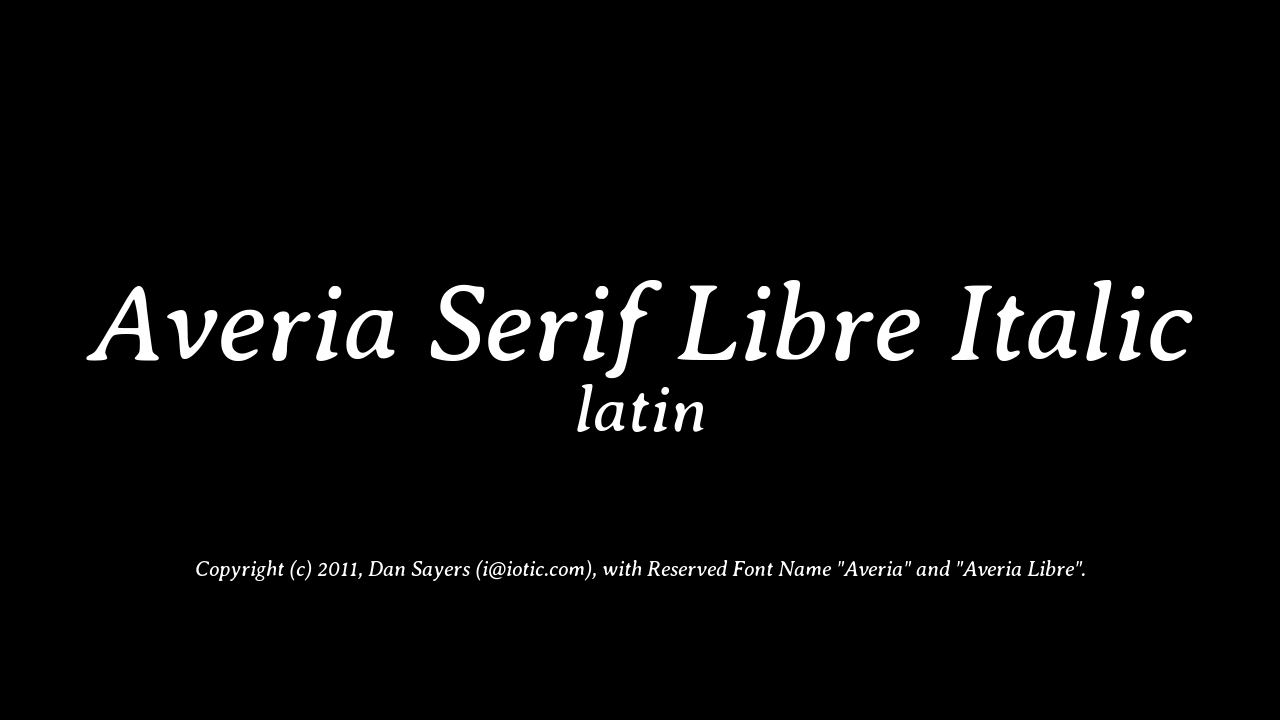 Averia Serif Libre Italic
latin
Copyright (c) 2011, Dan Sayers (i@iotic.com), with Reserved Font Name "Averia" and "Averia Libre".